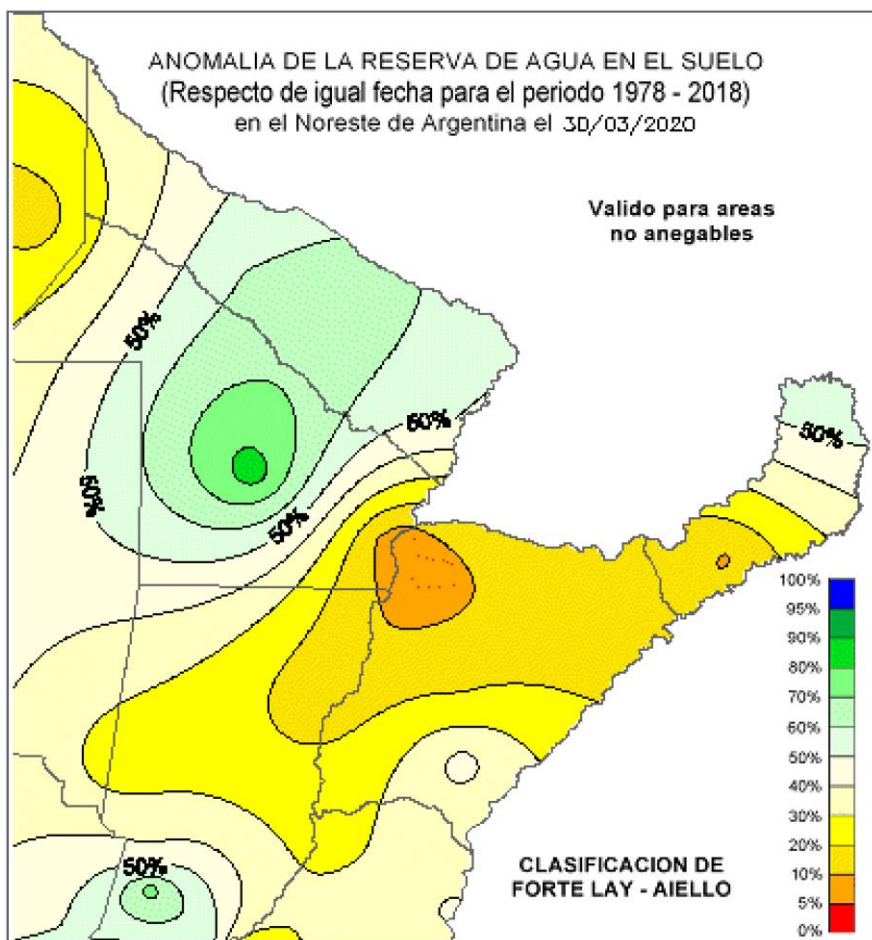 ANOMALIA DE LA RESERVA DE AGUA EN EL SUELO
(Respecto de igual fecha para el periodo 1978 - 2018)
en el Noreste de Argentina el 30/03/2020
Valido para areas
no anegables
50%
50%
50%
50%
50%
50%
100%
95%
90%
80%
70%
60%
50%
40%
30%
20%
10%
5%
0%
CLASIFICACION DE
FORTE LAY - AIELLO